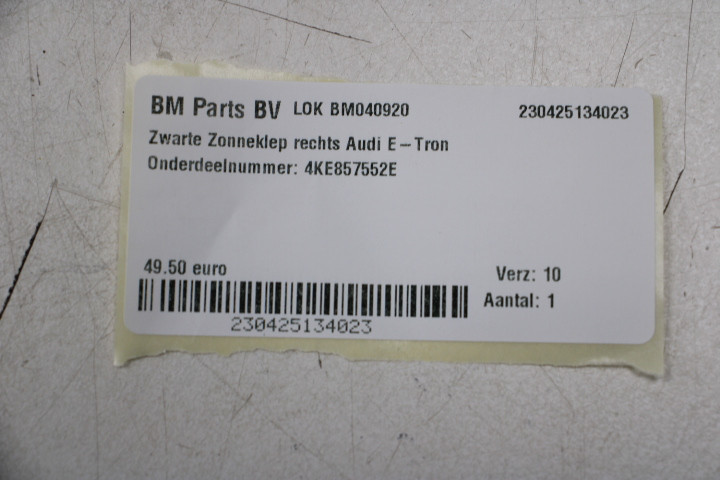 BM Parts BV LOK BM040920 230425134023
Zwarte Zonneklep rechts Audi E-Tron
Onderdeelnummer: 4KE857552E
49.50 euro Verz: 10
Aantal: 1
230425134023